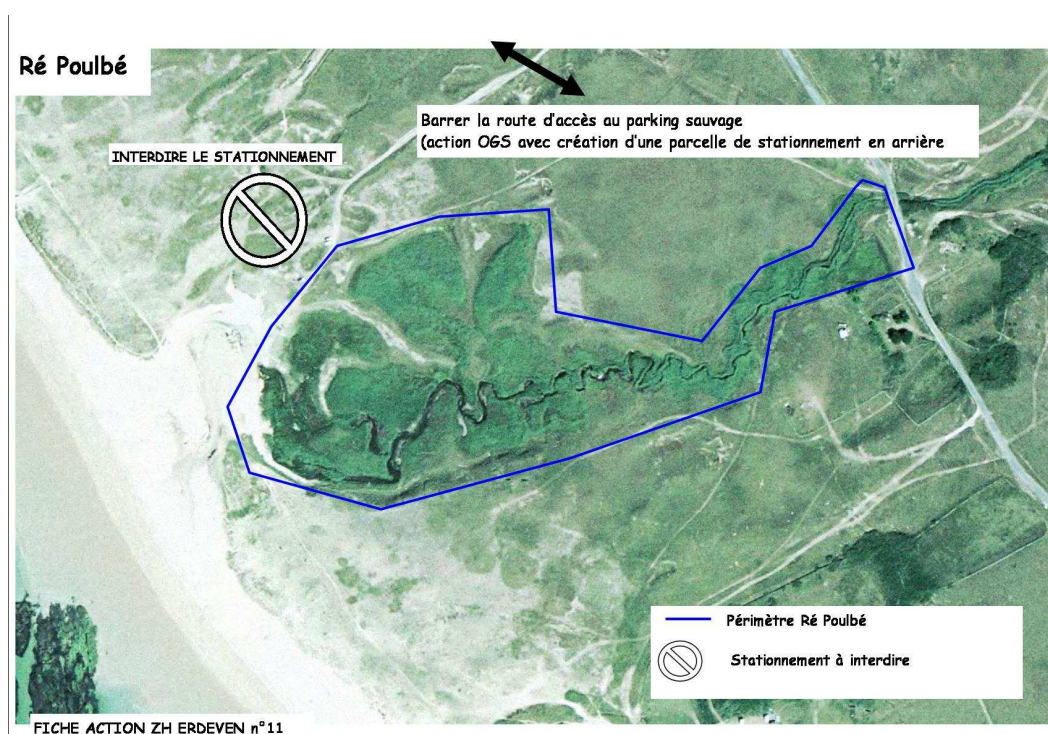 Ré Poulbé
Barrer la route d'accès au parking sauvage
(action OGS avec création d'une parcelle de stationnement en arrière
INTERDIRE LE STATIONNEMENT
Périmètre Ré Poulbé
Stationnement à interdire
FICHE ACTION ZH ERDEVEN n°11